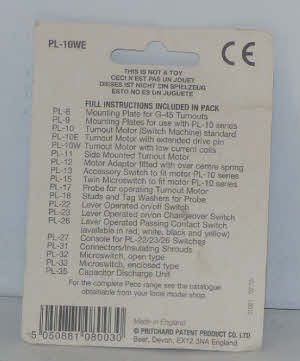 PL-10WE
CE
THIS IS NOT A TOY
CECI N'EST PAS UN JOUET
DIESES IST NICHT EIN SPIELZEUG
ESTO NO ES UN JUGUETE
FULL INSTRUCTIONS INCLUDED IN PACK
PL-8 Mounting Plate for G-45 Turnouts
PL-9 Mounting Plates for use with PL-10 series
PL-10 Turnout Motor (Switch Machine) standard
PL-10E Turnout Motor with extended drive pin
PL-10W Turnout Motor with low current coils
PL-11 Side Mounted Turnout Motor
PL-12 Motor Adaptor fitted with over centre spring
PL-13 Accessory Switch to fit motor PL-10 series
PL-15 Twin Microswitch to fit motor PL-10 series
PL-17 Probe for operating Turnout Motor
PL-18 Studs and Tag Washers for Probe
PL-22 Lever Operated on/off Switch
PL-23 Lever Operated on/on Changeover Switch
PL-26 Lever Operated Passing Contact Switch
(available in red, white, black and yellow)
PL-27 Console for PL-22/23/26 Switches
PL-31 Connectors/Insulating Shrouds
PL-32 Microswitch, open type
PL-33 Microswitch, enclosed type
PL-35 Capacitor Discharge Unit
For the complete Peco range see the catalogue
obtainable from your local model shop.
Made in England
5 050881 080030
© PRITCHARD PATENT PRODUCT CO. LTD
Beer, Devon, EX12 3NA ENGLAND